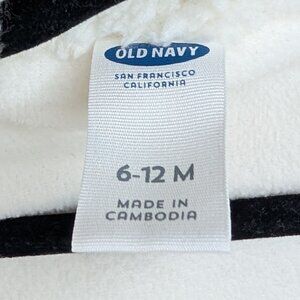 OLD NAVY
SAN FRANCISCO
CALIFORNIA
6-12 M
MADE IN
CAMBODIA